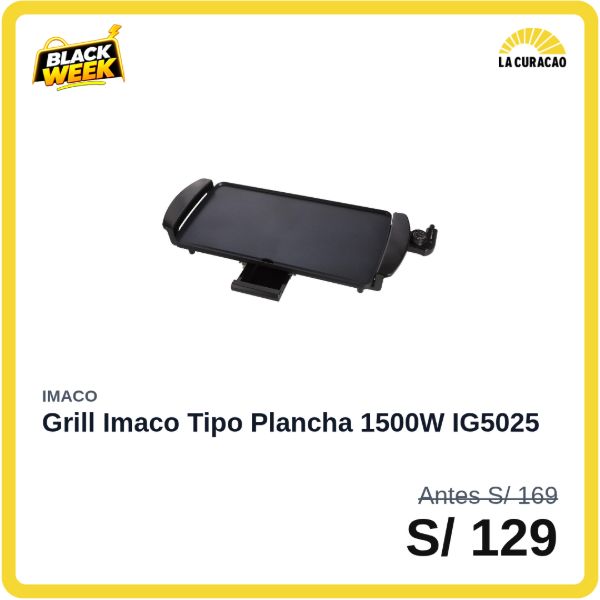 BLACK
WEEK
LA CURACAO
IMACO
Grill Imaco Tipo Plancha 1500W IG5025
Antes S/ 169
S/ 129